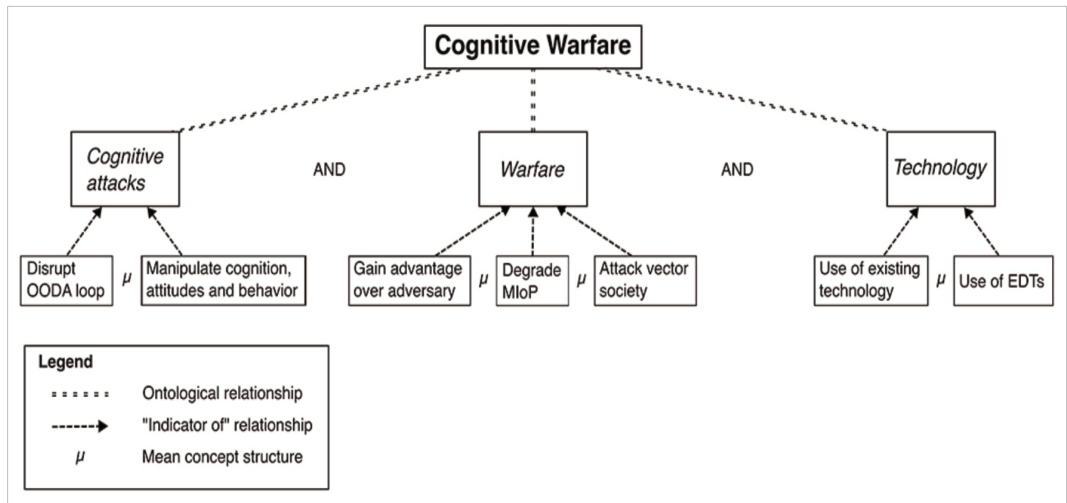 Cognitive Warfare
Cognitive
attacks
AND
Warfare
AND
Technology
Disrupt
OODA loop
μ
Manipulate cognition,
attitudes and behavior
Gain advantage
over adversary
μ
Degrade
MIoP
μ
Attack vector
society
Use of existing
technology
μ
Use of EDTs
Legend
Ontological relationship
"Indicator of" relationship
μ Mean concept structure